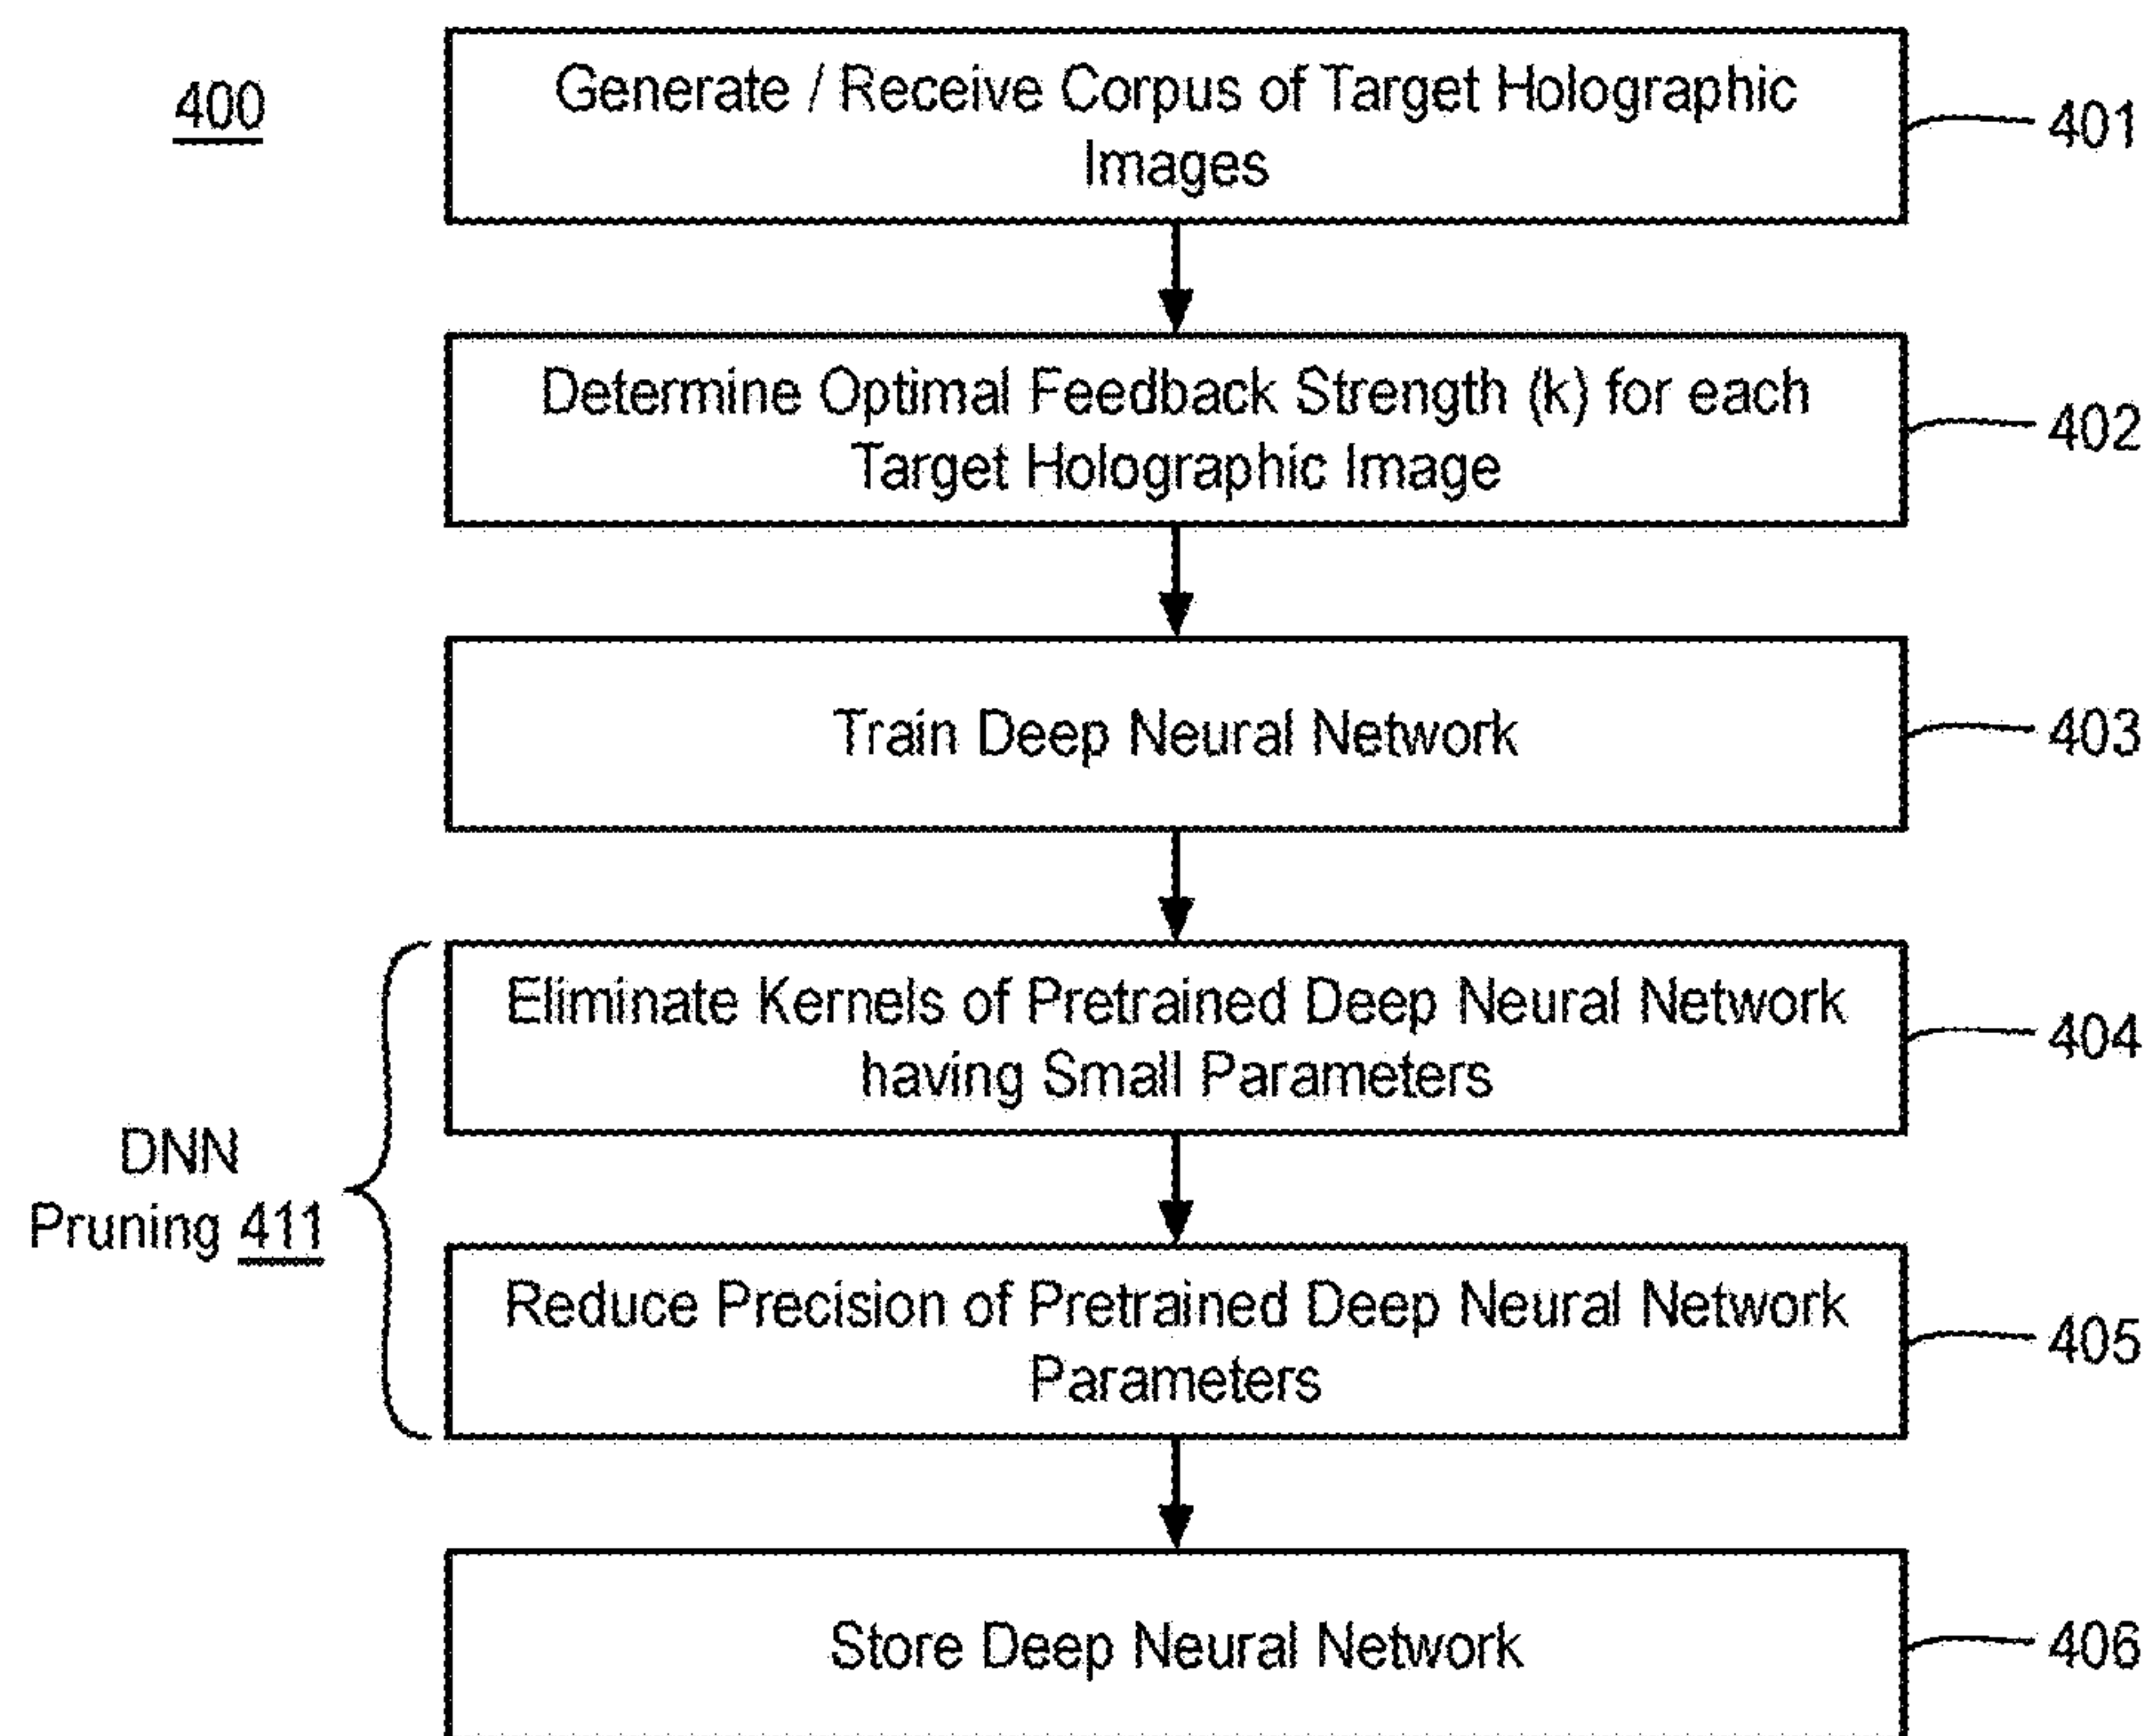 400
Generate / Receive Corpus of Target Holographic
Images
401
Determine Optimal Feedback Strength (k) for each
Target Holographic Image
402
Train Deep Neural Network
403
Eliminate Kernels of Pretrained Deep Neural Network
having Small Parameters
404
DNN
Pruning 411
Reduce Precision of Pretrained Deep Neural Network
Parameters
405
Store Deep Neural Network
406